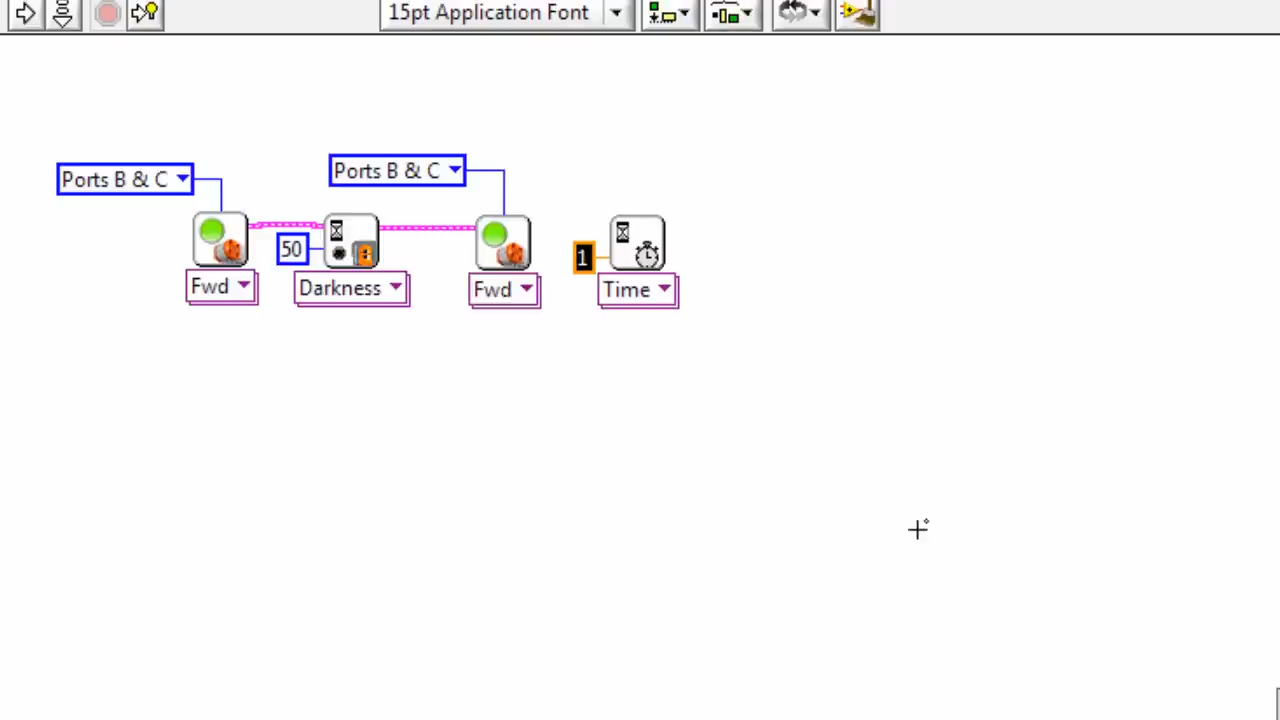 15pt Application Font
Ports B & C
Ports B & C
50
1
Fwd
Darkness
Fwd
Time